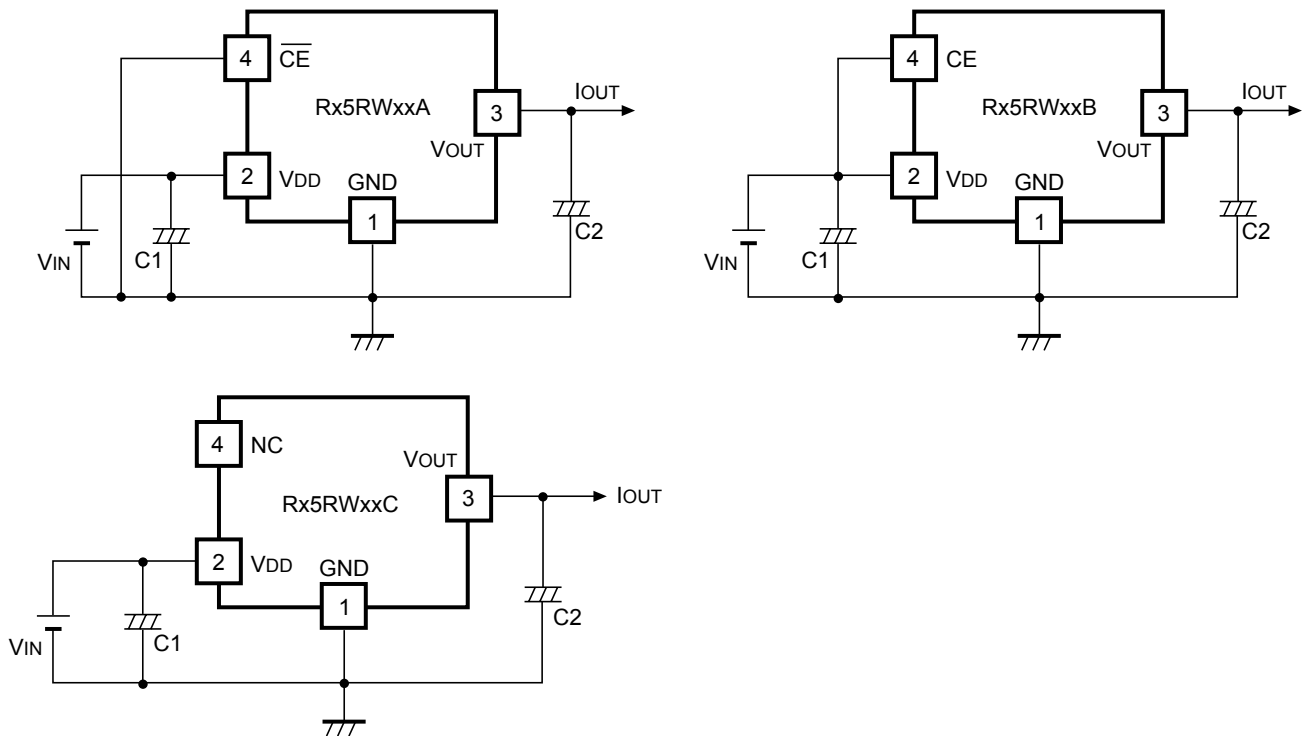 4 CE
Rx5RWxxA
3
IOUT
VOUT
2 VDD
GND
1
VIN
C1
C2
4 CE
Rx5RWxxB
3
IOUT
VOUT
2 VDD
GND
1
VIN
C1
C2
4 NC
VOUT
Rx5RWxxC
3
IOUT
2 VDD
GND
1
VIN
C1
C2